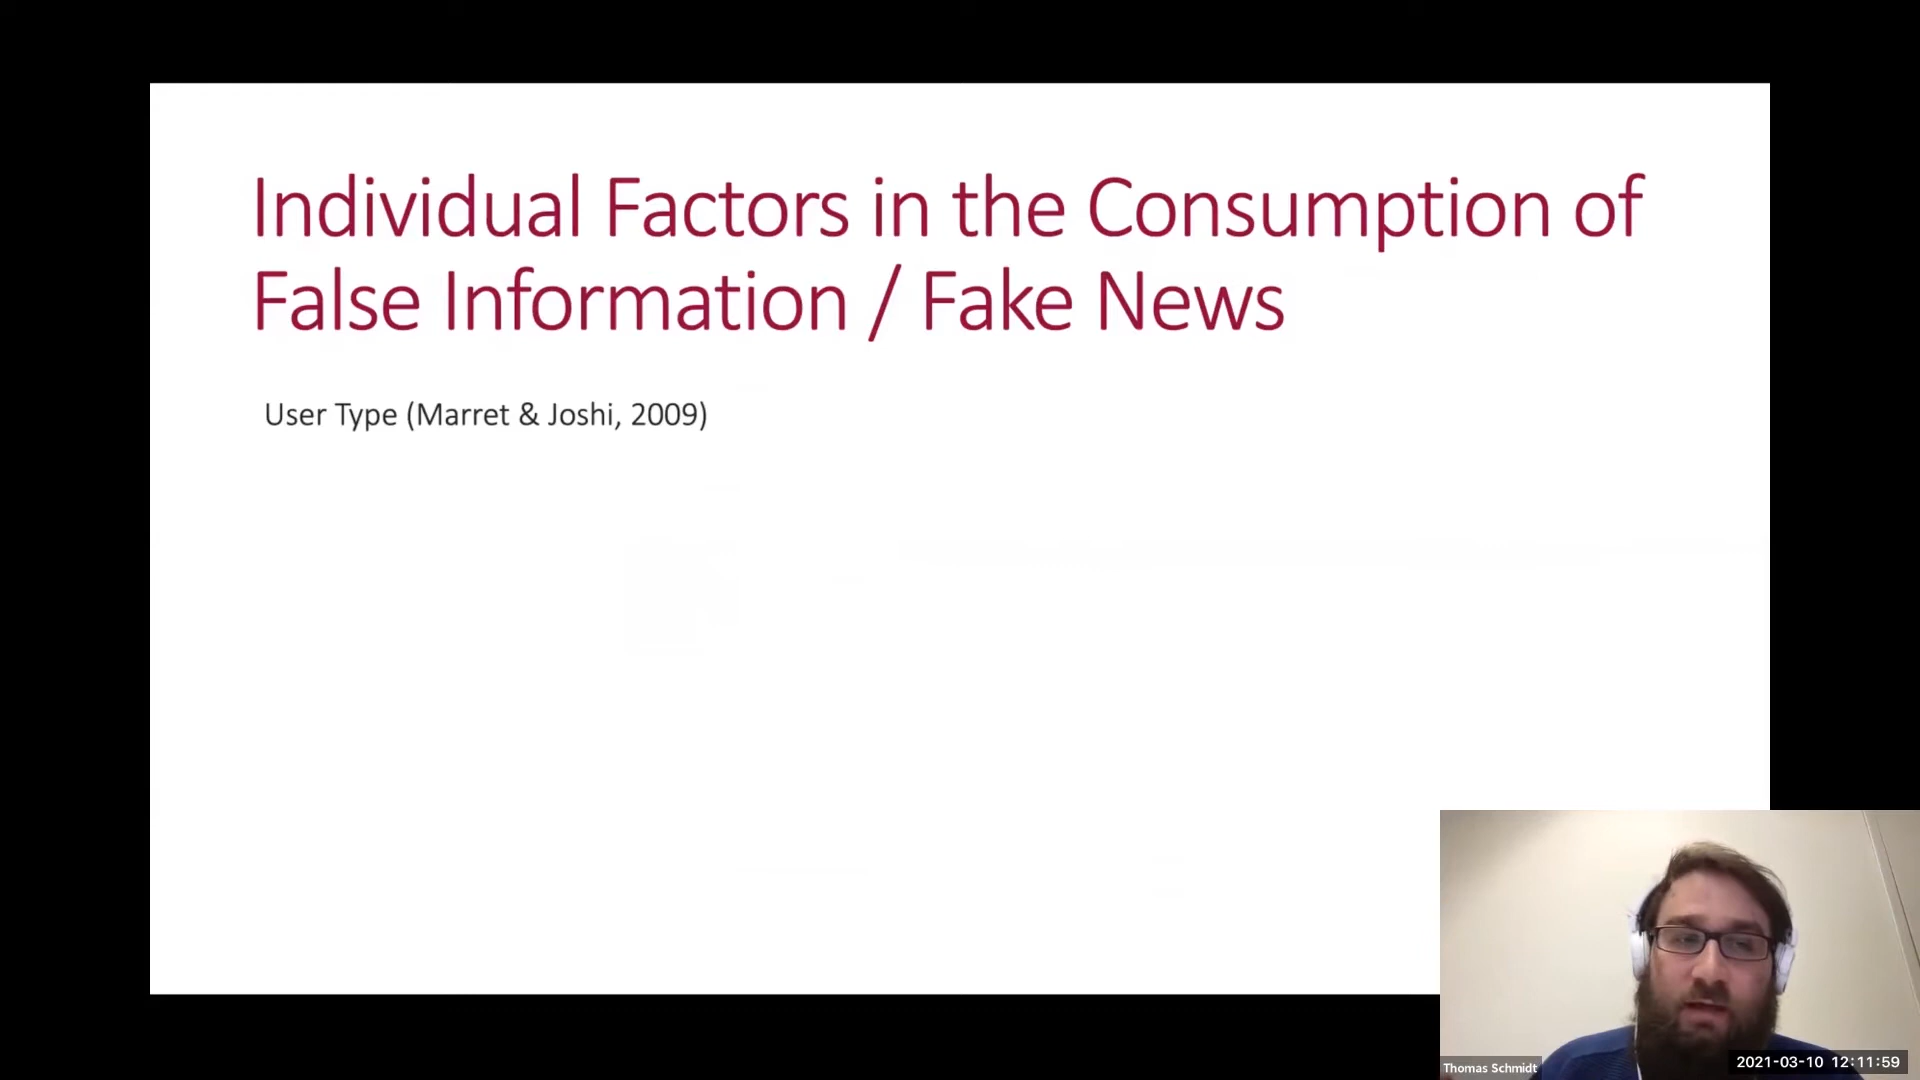 Individual Factors in the Consumption of
False Information / Fake News
User Type (Marret & Joshi, 2009)
Thomas Schmidt
2021-03-10 12:11:59